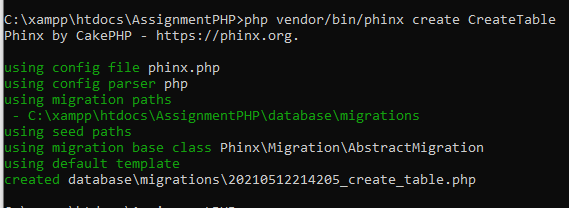 C:\xampp\htdocs\AssignmentPHP>php vendor/bin/phinx create CreateTable
Phinx by CakePHP - https://phinx.org.
using config file phinx.php
using config parser php
using migration paths
 - C:\xampp\htdocs\AssignmentPHP\database\migrations
using seed paths
using migration base class Phinx\Migration\AbstractMigration
using default template
created database\migrations\20210512214205_create_table.php